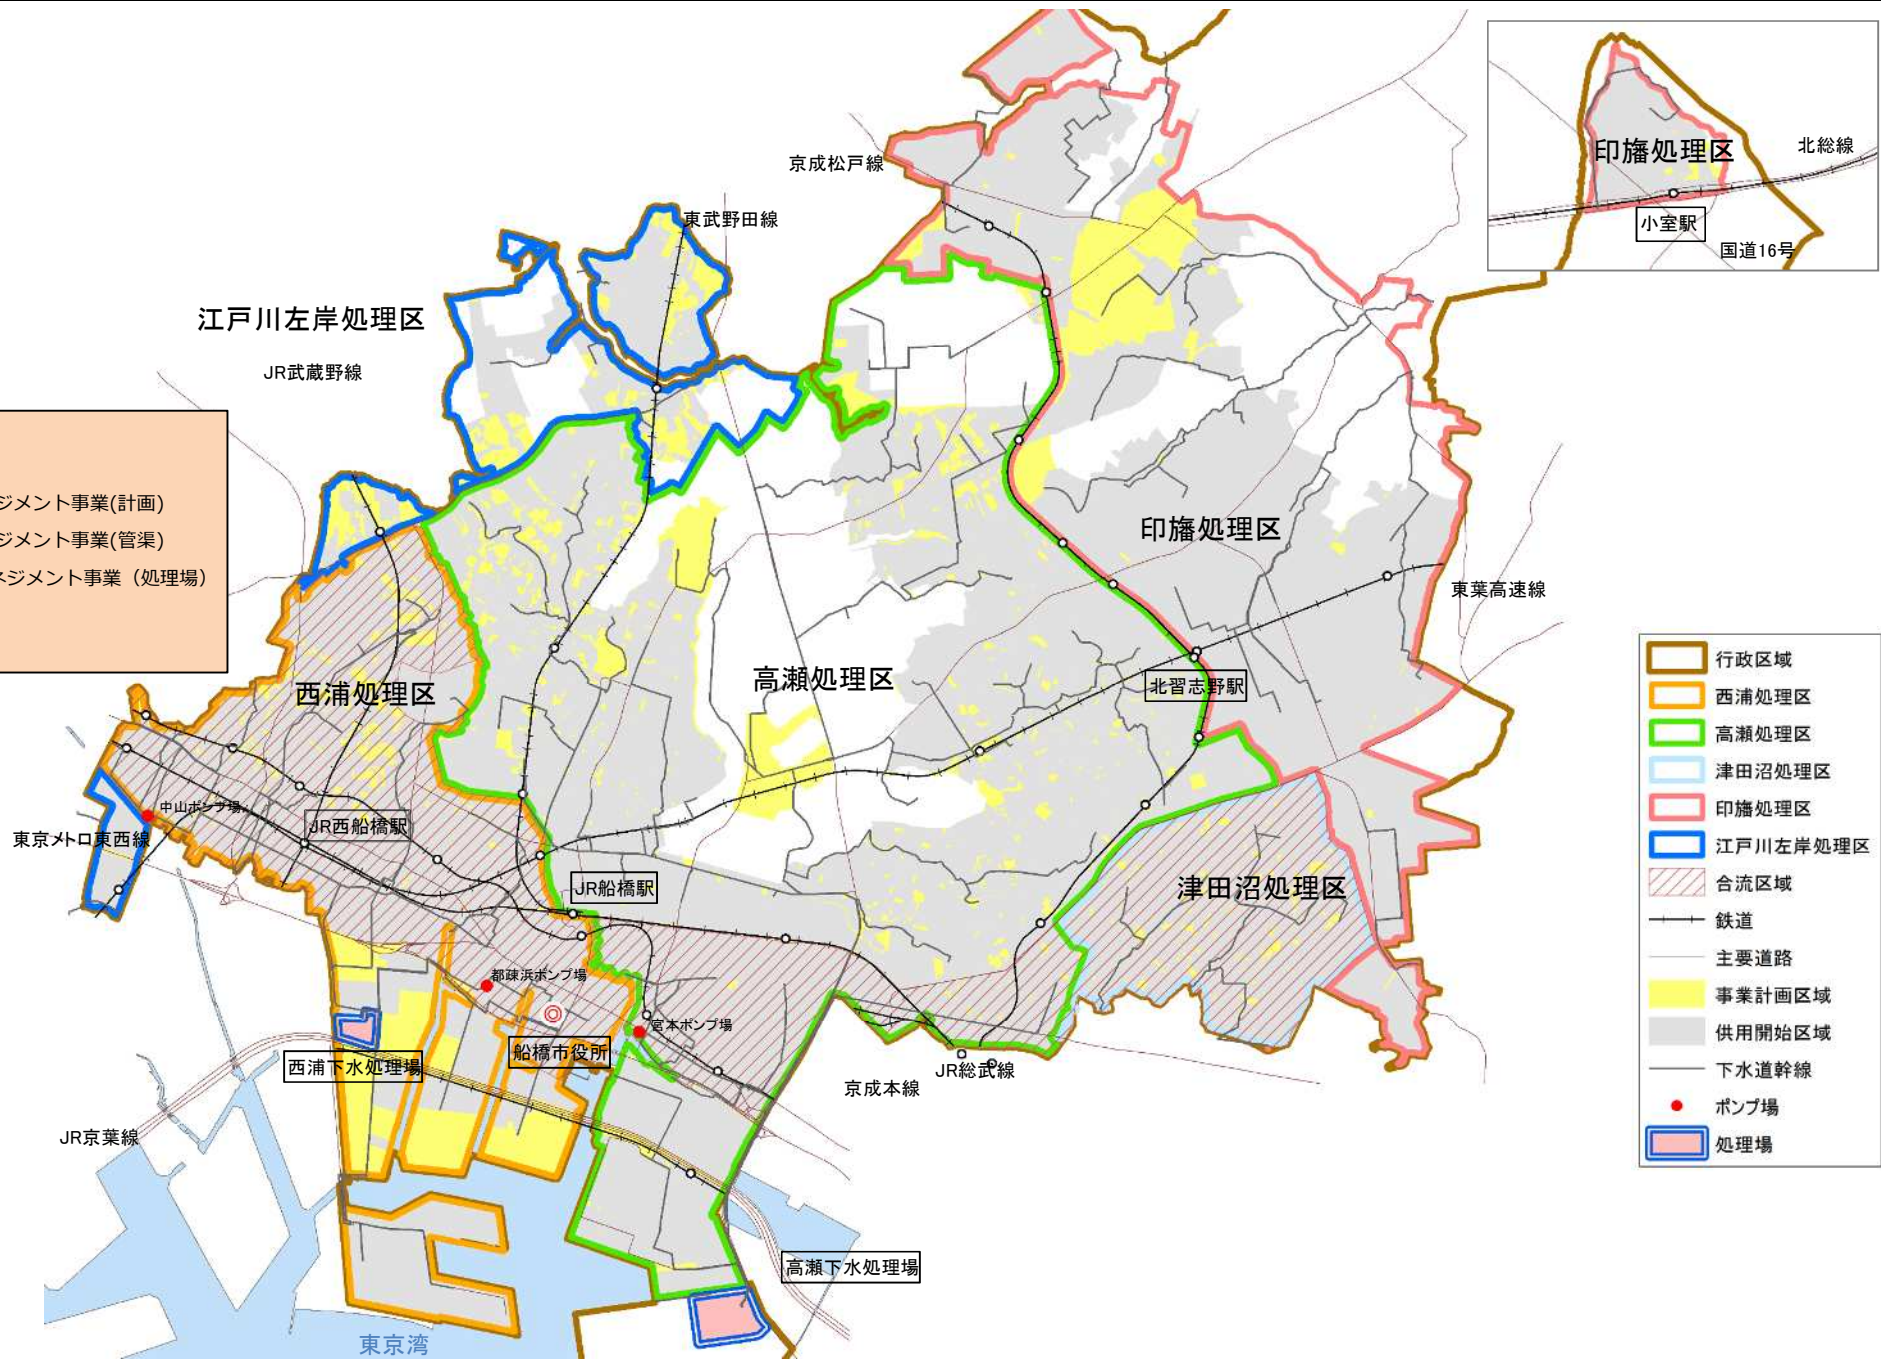 京成松戸線
東武野田線
江戸川左岸処理区
JR武蔵野線
印旛処理区
北総線
小室駅
国道16号
ジメント事業(計画)
ジメント事業(管渠)
ネジメント事業（処理場）
印旛処理区
東葉高速線
西浦処理区
高瀬処理区
北習志野駅
中山ポンプ場
JR西船橋駅
東京メトロ東西線
JR船橋駅
津田沼処理区
都疎浜ポンプ場
宮本ポンプ場
船橋市役所
西浦下水処理場
JR総武線
京成本線
JR京葉線
高瀬下水処理場
東京湾
行政区域
西浦処理区
高瀬処理区
津田沼処理区
印旛処理区
江戸川左岸処理区
合流区域
鉄道
主要道路
事業計画区域
供用開始区域
下水道幹線
ポンプ場
処理場